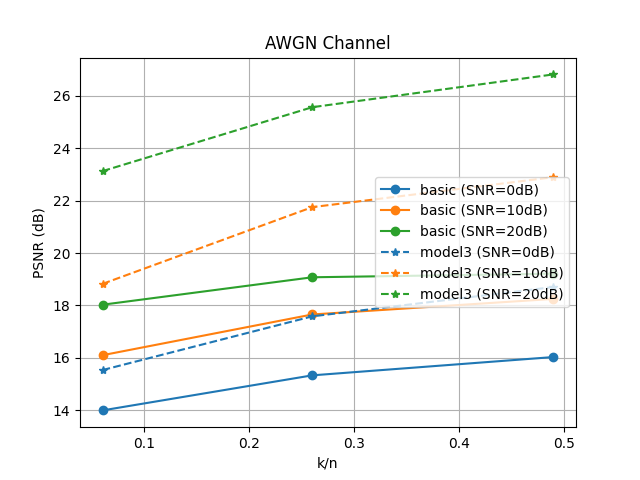 AWGN Channel
PSNR (dB)
26
24
22
20
18
16
14
basic (SNR=0dB)
basic (SNR=10dB)
basic (SNR=20dB)
model3 (SNR=0dB)
model3 (SNR=10dB)
model3 (SNR=20dB)
0.1 0.2 0.3 0.4 0.5
k/n